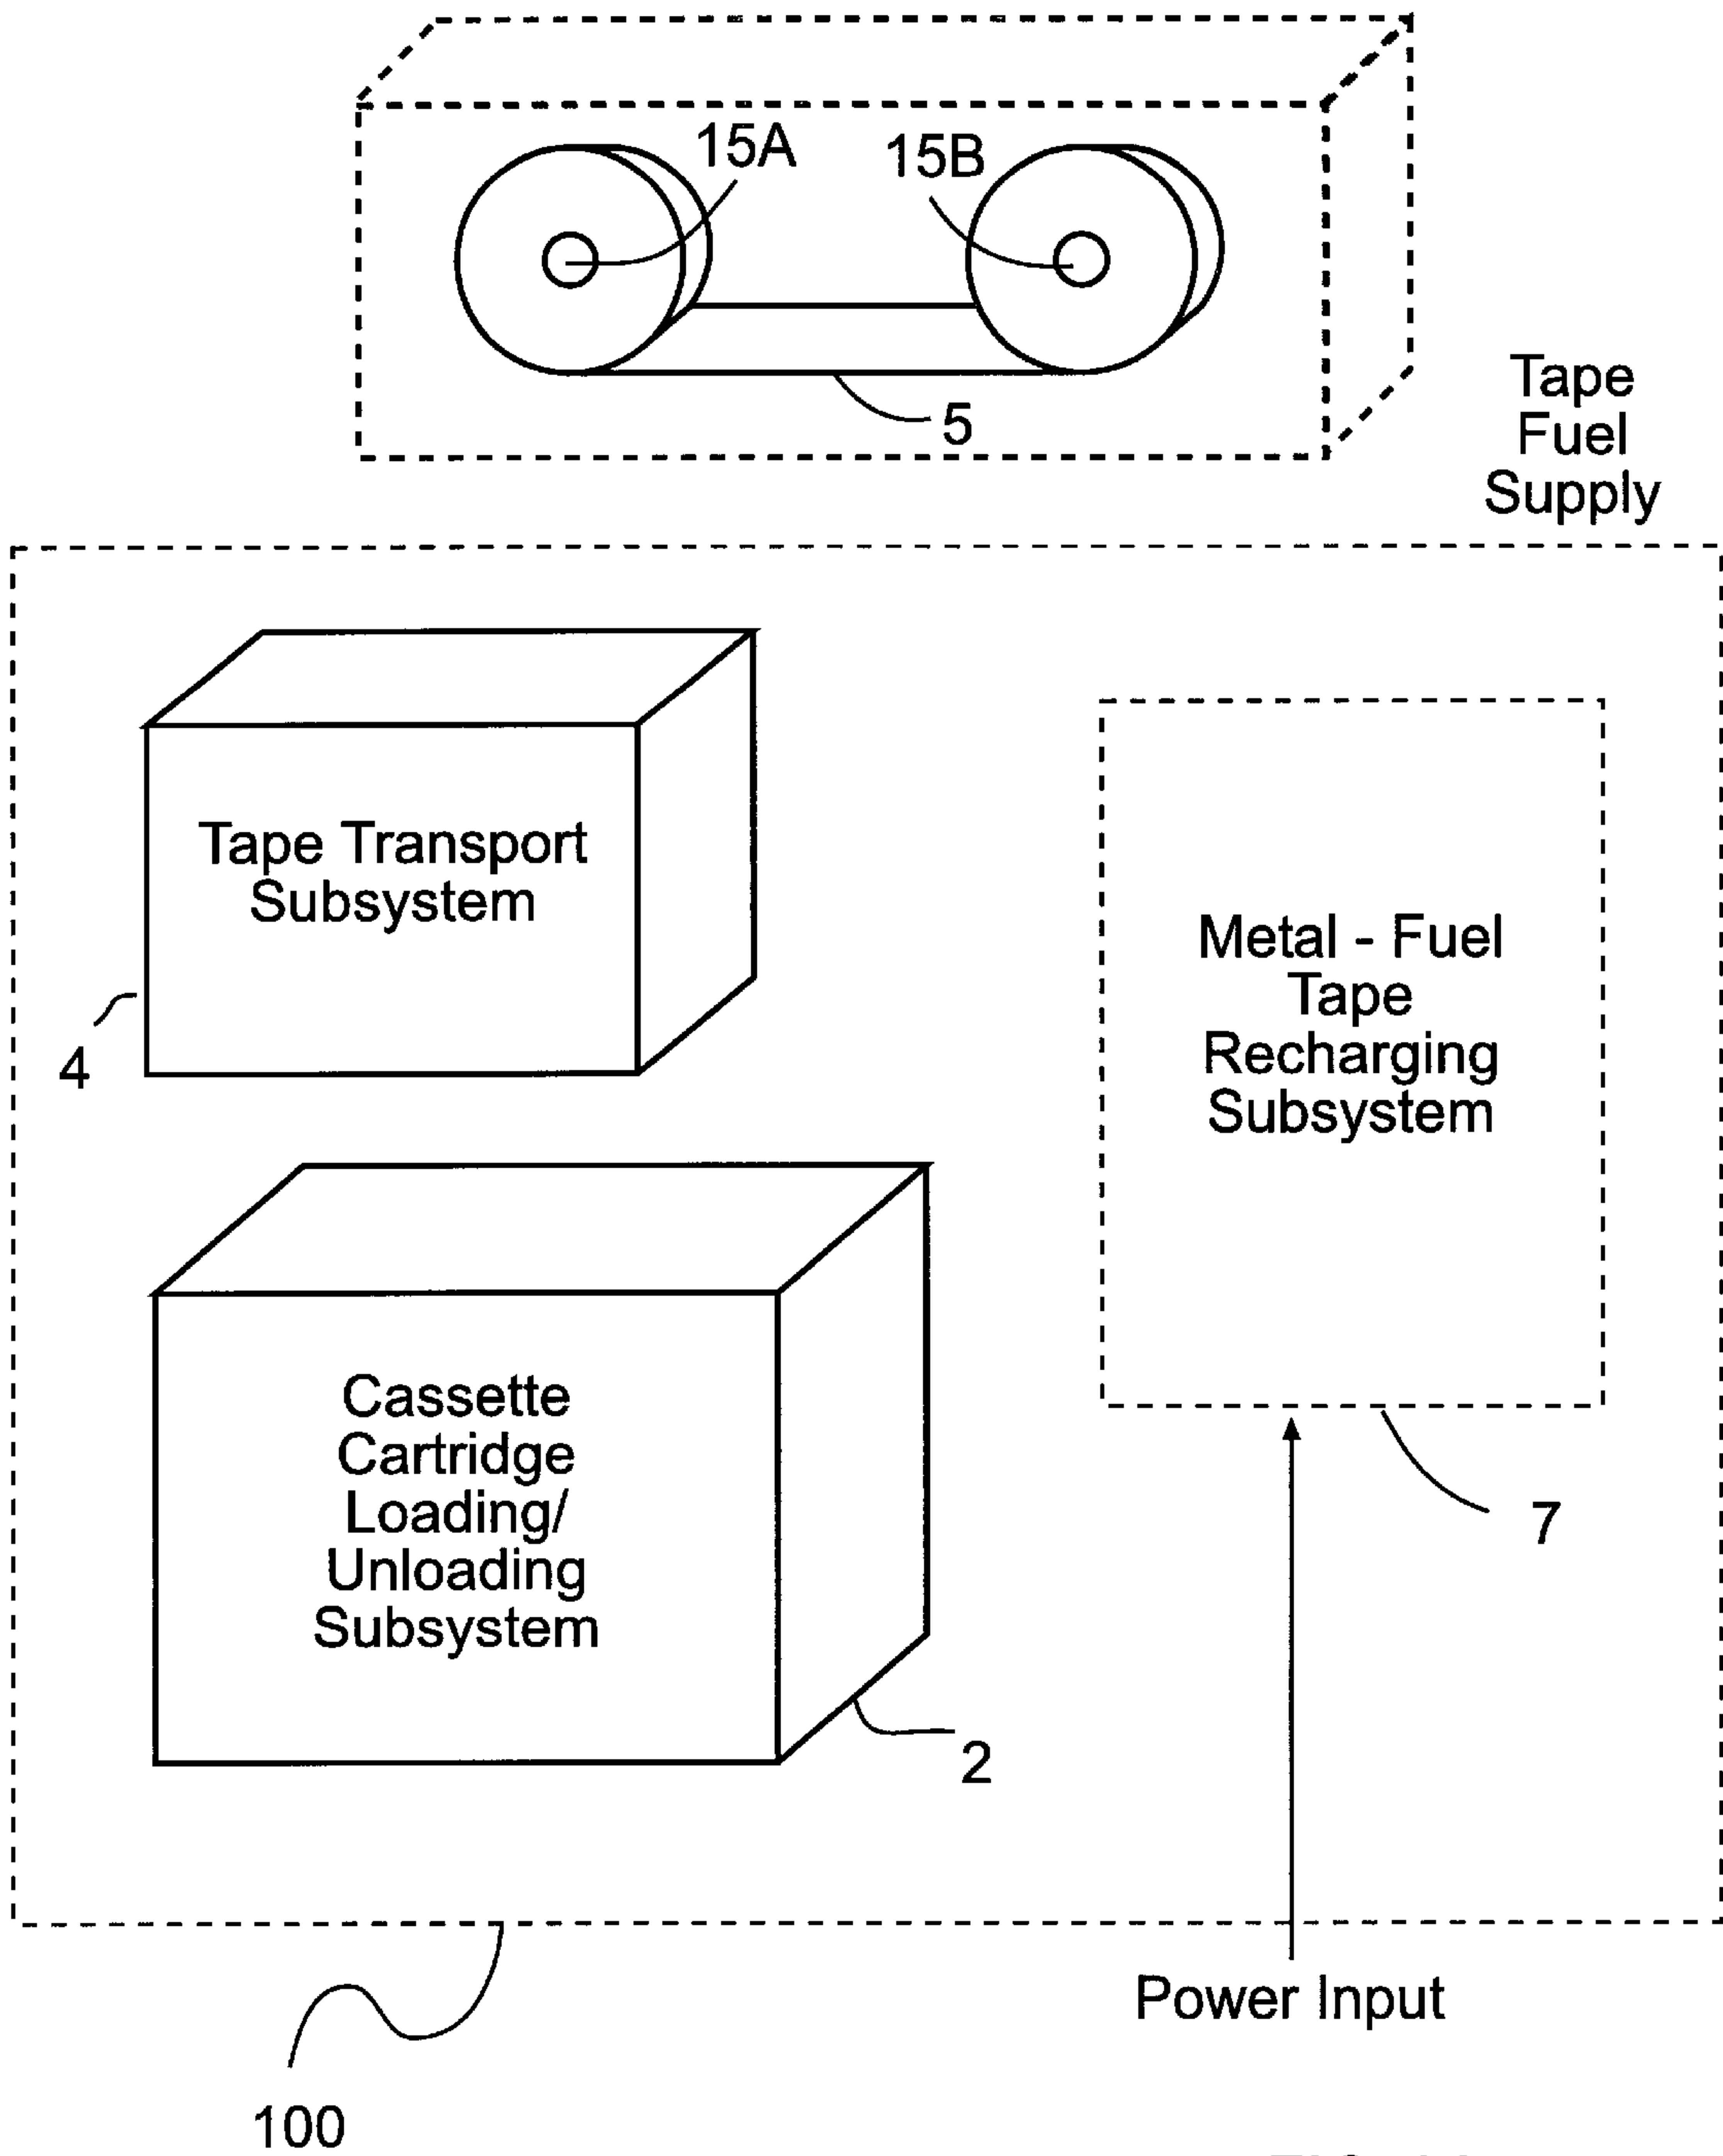 15A
15B
5
Tape
Fuel
Supply
Tape Transport
Subsystem
4
Metal - Fuel
Tape
Recharging
Subsystem
Cassette
Cartridge
Loading/
Unloading
Subsystem
7
2
Power Input
100